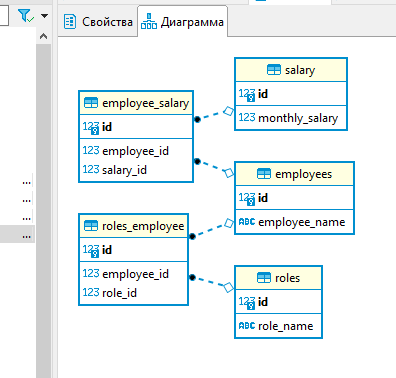 Свойства
Диаграмма
salary
123 id
123 monthly_salary
employee_salary
123 id
123 employee_id
123 salary_id
employees
123 id
ABC employee_name
roles_employee
123 id
123 employee_id
123 role_id
roles
123 id
ABC role_name
...
...
...
...